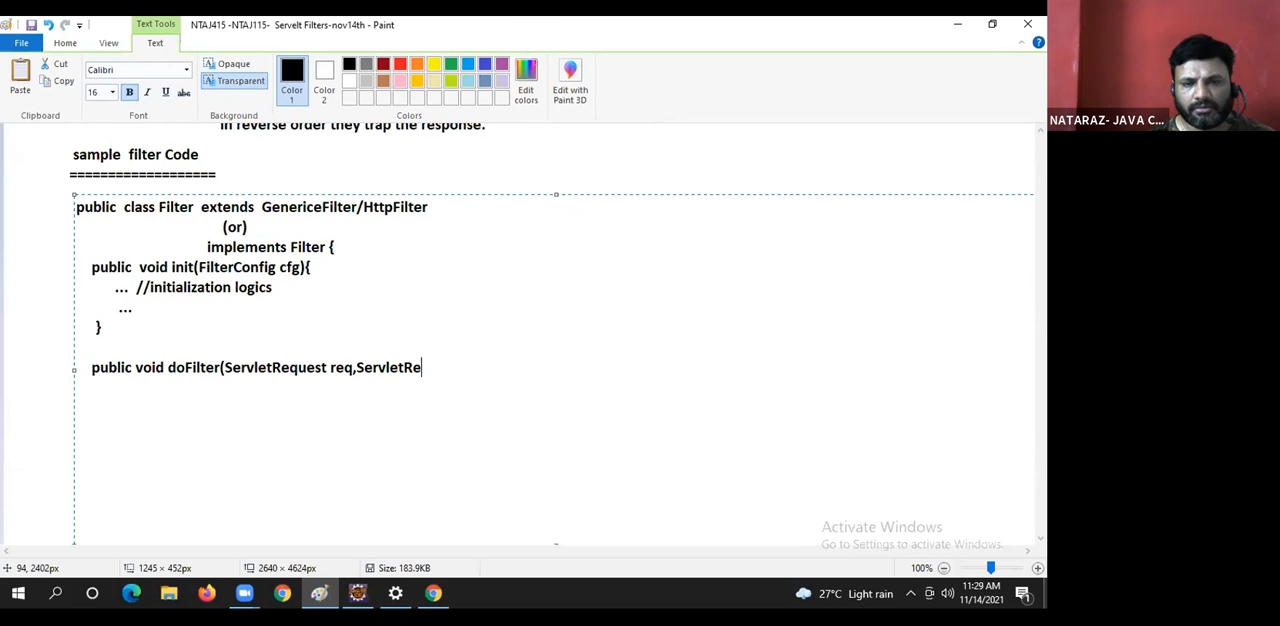 Text Tools
NTAJ415 -NTAJ115- Servelt Filters-nov14th - Paint
File Home View Text
Paste
Cut
Copy
Clipboard
Calibri
16 B I U abc
Font
Opaque
Transparent
Background
Color 1
Color 2
Colors
Edit colors
Edit with Paint 3D
NATARAZ- JAVA C...
in reverse order they trap the response.
sample filter Code
===================
public class Filter extends GenericeFilter/HttpFilter
(or)
implements Filter {
public void init(FilterConfig cfg){
... //initialization logics
...
}
public void doFilter(ServletRequest req,ServletRe
Activate Windows
Go to Settings to activate Windows.
94, 2402px
1245 × 452px
2640 × 4624px
Size: 183.9KB
100%
27°C Light rain
11:29 AM
11/14/2021
1